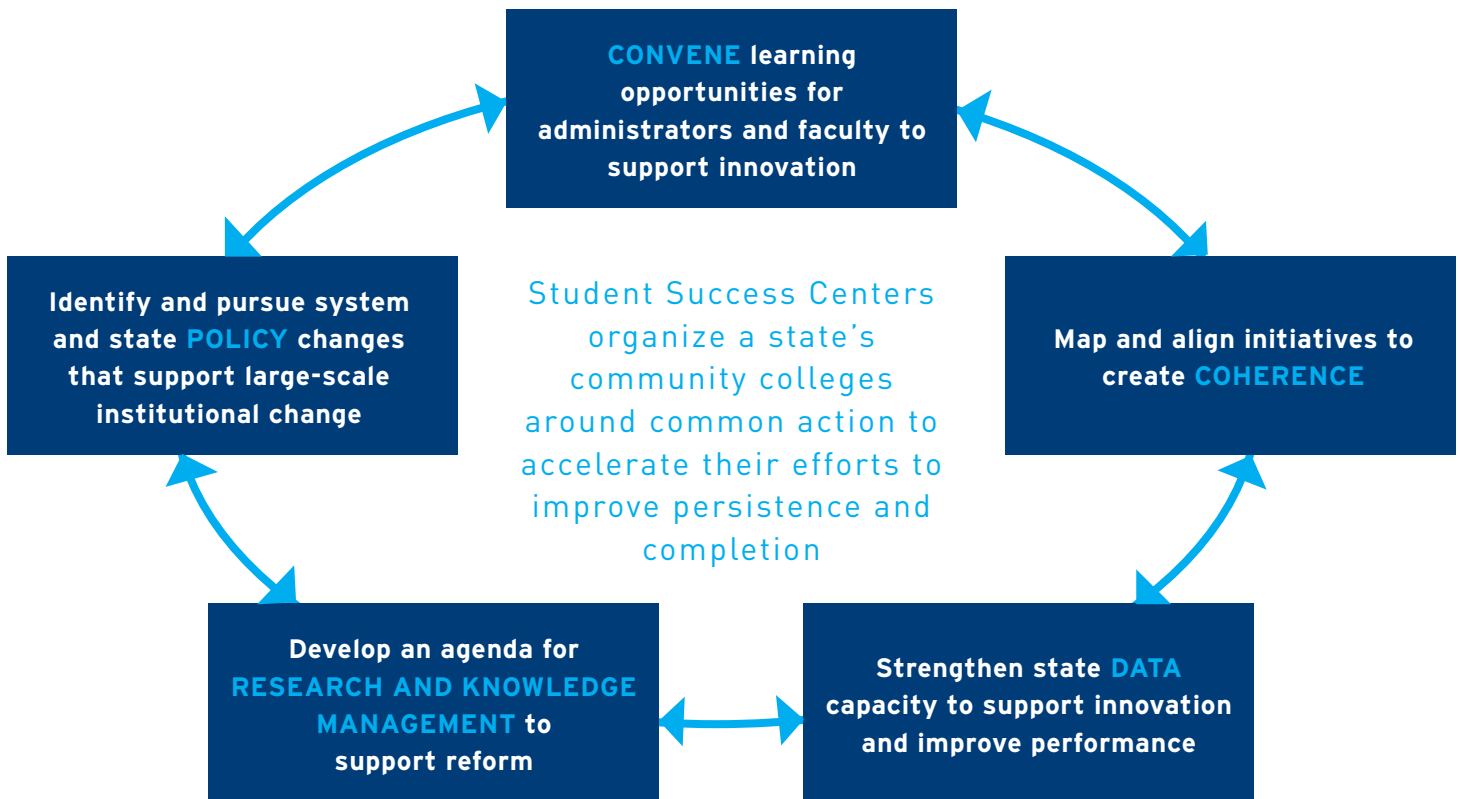 CONVENE learning
opportunities for
administrators and faculty to
support innovation
Identify and pursue system
and state POLICY changes
that support large-scale
institutional change
Student Success Centers
organize a state’s
community colleges
around common action to
accelerate their efforts to
improve persistence and
completion
Map and align initiatives to
create COHERENCE
Develop an agenda for
RESEARCH AND KNOWLEDGE
MANAGEMENT to
support reform
Strengthen state DATA
capacity to support innovation
and improve performance